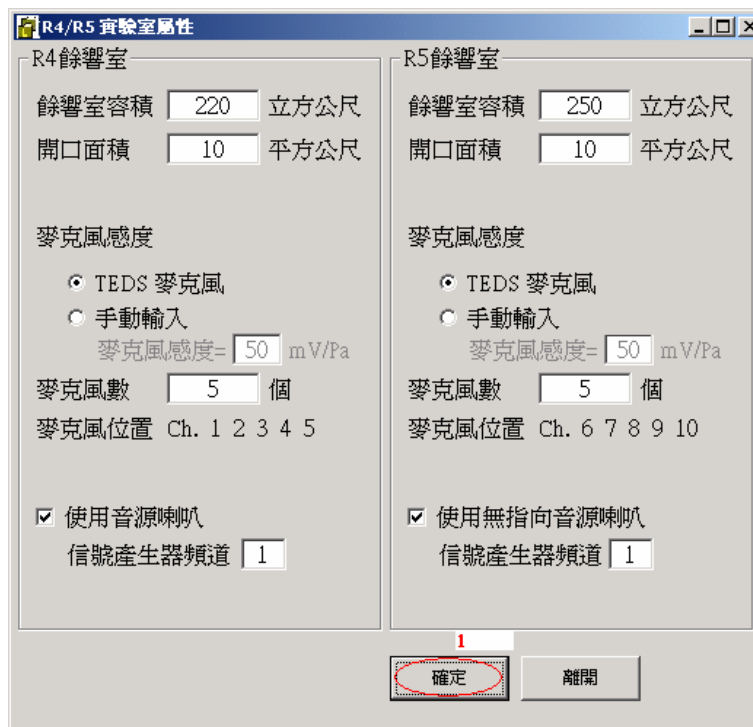 R4/R5 實驗室屬性
R4餘響室
餘響室容積 220 立方公尺
開口面積 10 平方公尺
麥克風感度
TEDS 麥克風
手動輸入
麥克風感度= 50 mV/Pa
麥克風數 5 個
麥克風位置 Ch. 1 2 3 4 5
使用音源喇叭
信號產生器頻道 1
R5餘響室
餘響室容積 250 立方公尺
開口面積 10 平方公尺
麥克風感度
TEDS 麥克風
手動輸入
麥克風感度= 50 mV/Pa
麥克風數 5 個
麥克風位置 Ch. 6 7 8 9 10
使用無指向音源喇叭
信號產生器頻道 1
1
確定
離開